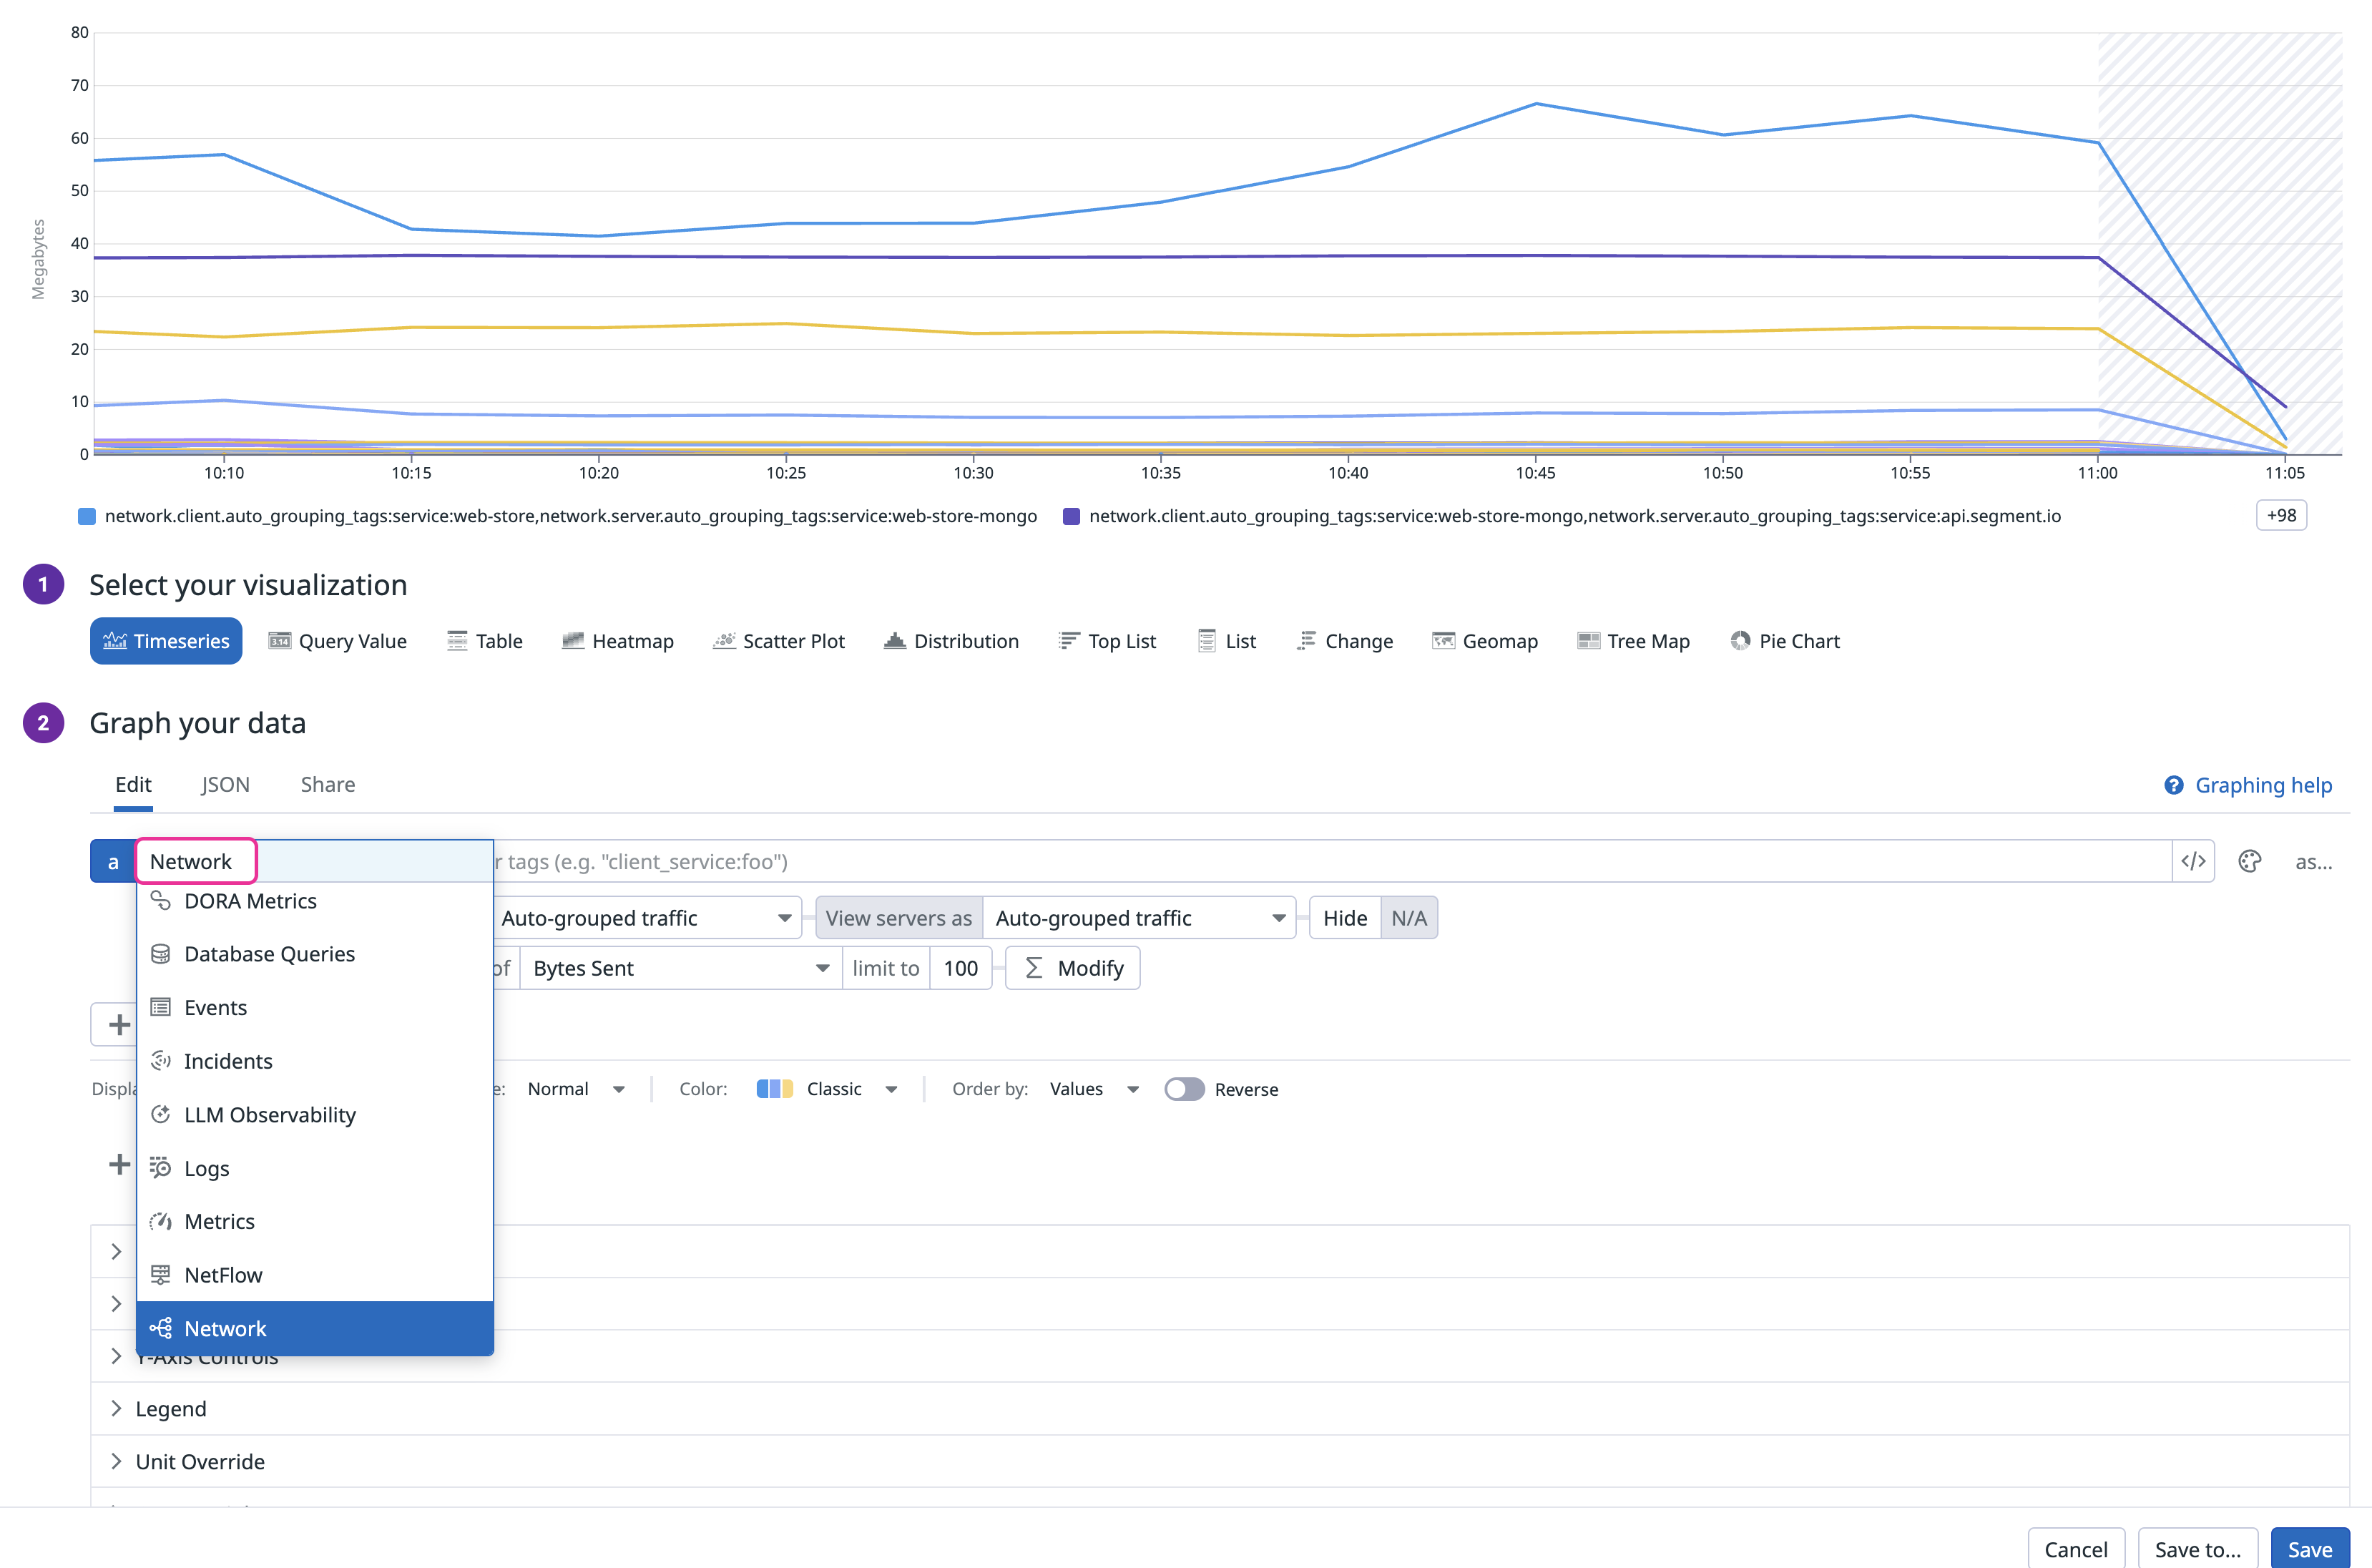 80
70
60
50
40
30
20
10
0
Megabytes
10:10 10:15 10:20 10:25 10:30 10:35 10:40 10:45 10:50 10:55 11:00 11:05
network.client.auto_grouping_tags:service:web-store,network.server.auto_grouping_tags:service:web-store-mongo network.client.auto_grouping_tags:service:web-store-mongo,network.server.auto_grouping_tags:service:api.segment.io +98
1 Select your visualization
Timeseries 3.14 Query Value Table Heatmap Scatter Plot Distribution Top List List Change Geomap Tree Map Pie Chart
2 Graph your data
Edit JSON Share ? Graphing help
a Network r tags (e.g. "client_service:foo") </> as...
DORA Metrics
Auto-grouped traffic View servers as Auto-grouped traffic Hide N/A
Database Queries
of Bytes Sent limit to 100 Σ Modify
Events
Incidents
Displa e: Normal Color: Classic Order by: Values Reverse
LLM Observability
Logs
Metrics
NetFlow
Network
Y-Axis Controls
Legend
Unit Override
Cancel Save to... Save